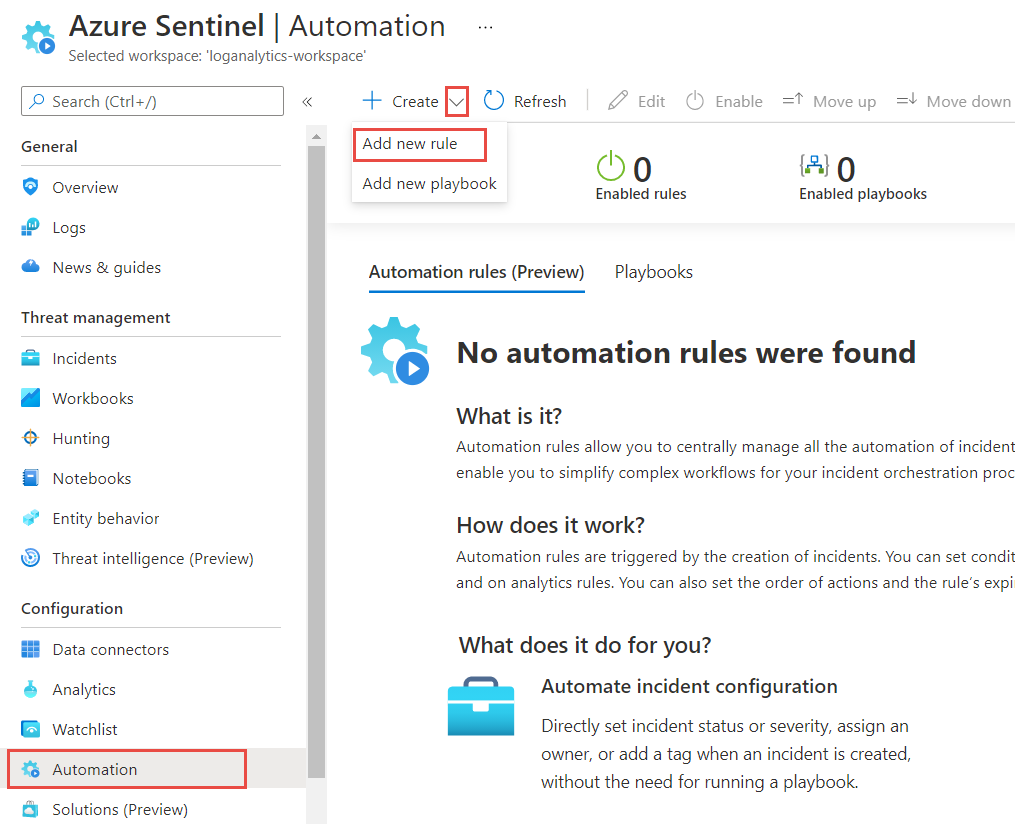 Azure Sentinel | Automation ...
Selected workspace: 'loganalytics-workspace'
Search (Ctrl+/)
«
General
Overview
Logs
News & guides
Threat management
Incidents
Workbooks
Hunting
Notebooks
Entity behavior
Threat intelligence (Preview)
Configuration
Data connectors
Analytics
Watchlist
Automation
Solutions (Preview)
Create
Refresh
Edit
Enable
Move up
Move down
Add new rule
Add new playbook
0
Enabled rules
0
Enabled playbooks
Automation rules (Preview)
Playbooks
No automation rules were found
What is it?
Automation rules allow you to centrally manage all the automation of incident
enable you to simplify complex workflows for your incident orchestration proc
How does it work?
Automation rules are triggered by the creation of incidents. You can set condit
and on analytics rules. You can also set the order of actions and the rule's expi
What does it do for you?
Automate incident configuration
Directly set incident status or severity, assign an
owner, or add a tag when an incident is created,
without the need for running a playbook.